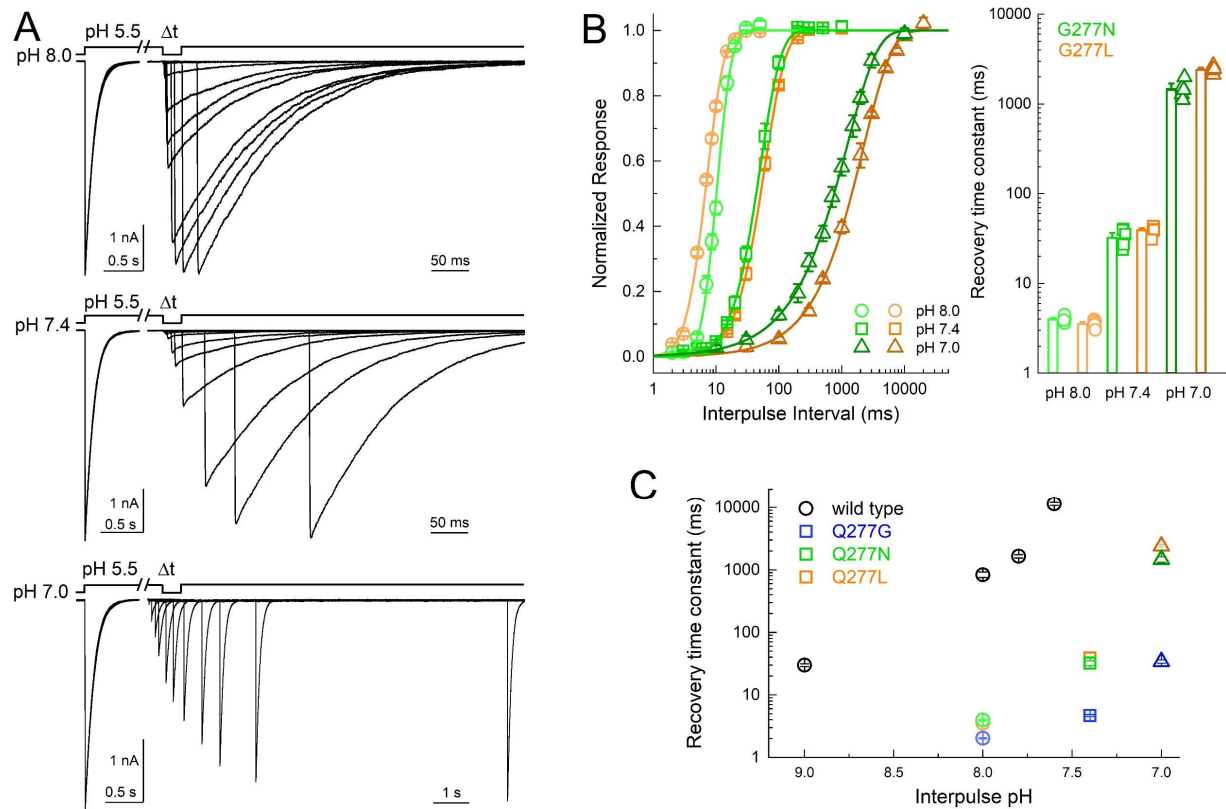 A
pH 5.5
Δt
pH 8.0
1 nA
0.5 s
50 ms
pH 5.5
Δt
pH 7.4
1 nA
0.5 s
50 ms
pH 5.5
Δt
pH 7.0
1 nA
0.5 s
1 s
B
Normalized Response
1.0
0.8
0.6
0.4
0.2
0.0
pH 8.0
pH 7.4
pH 7.0
1 10 100 1000 10000
Interpulse Interval (ms)
Recovery time constant (ms)
10000
1000
100
10
1
G277N
G277L
pH 8.0 pH 7.4 pH 7.0
C
Recovery time constant (ms)
10000
1000
100
10
1
wild type
Q277G
Q277N
Q277L
9.0 8.5 8.0 7.5 7.0
Interpulse pH